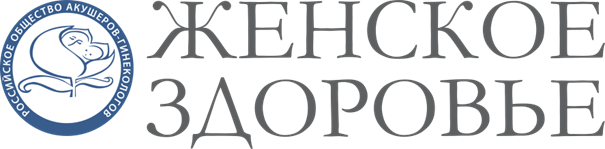 РОССИЙСКОЕ ОБЩЕСТВО АКУШЕРОВ-ГИНЕКОЛОГОВ
ЖЕНСКОЕ
ЗДОРОВЬЕ